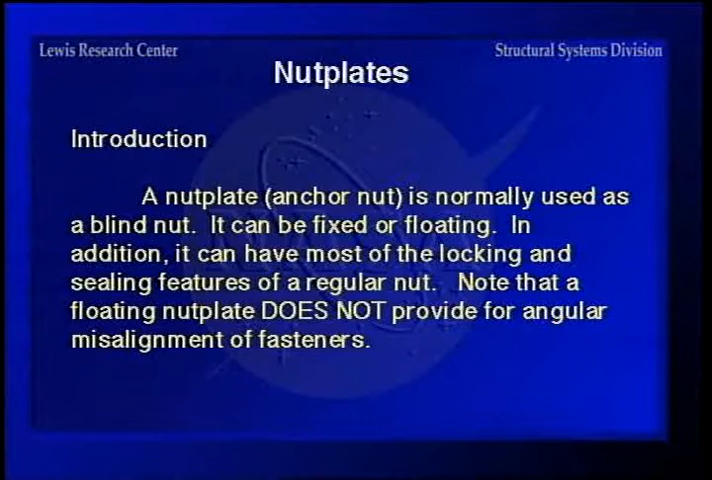 Lewis Research Center
Structural Systems Division
Nutplates
Introduction
A nutplate (anchor nut) is normally used as
a blind nut. It can be fixed or floating. In
addition, it can have most of the locking and
sealing features of a regular nut. Note that a
floating nutplate DOES NOT provide for angular
misalignment of fasteners.